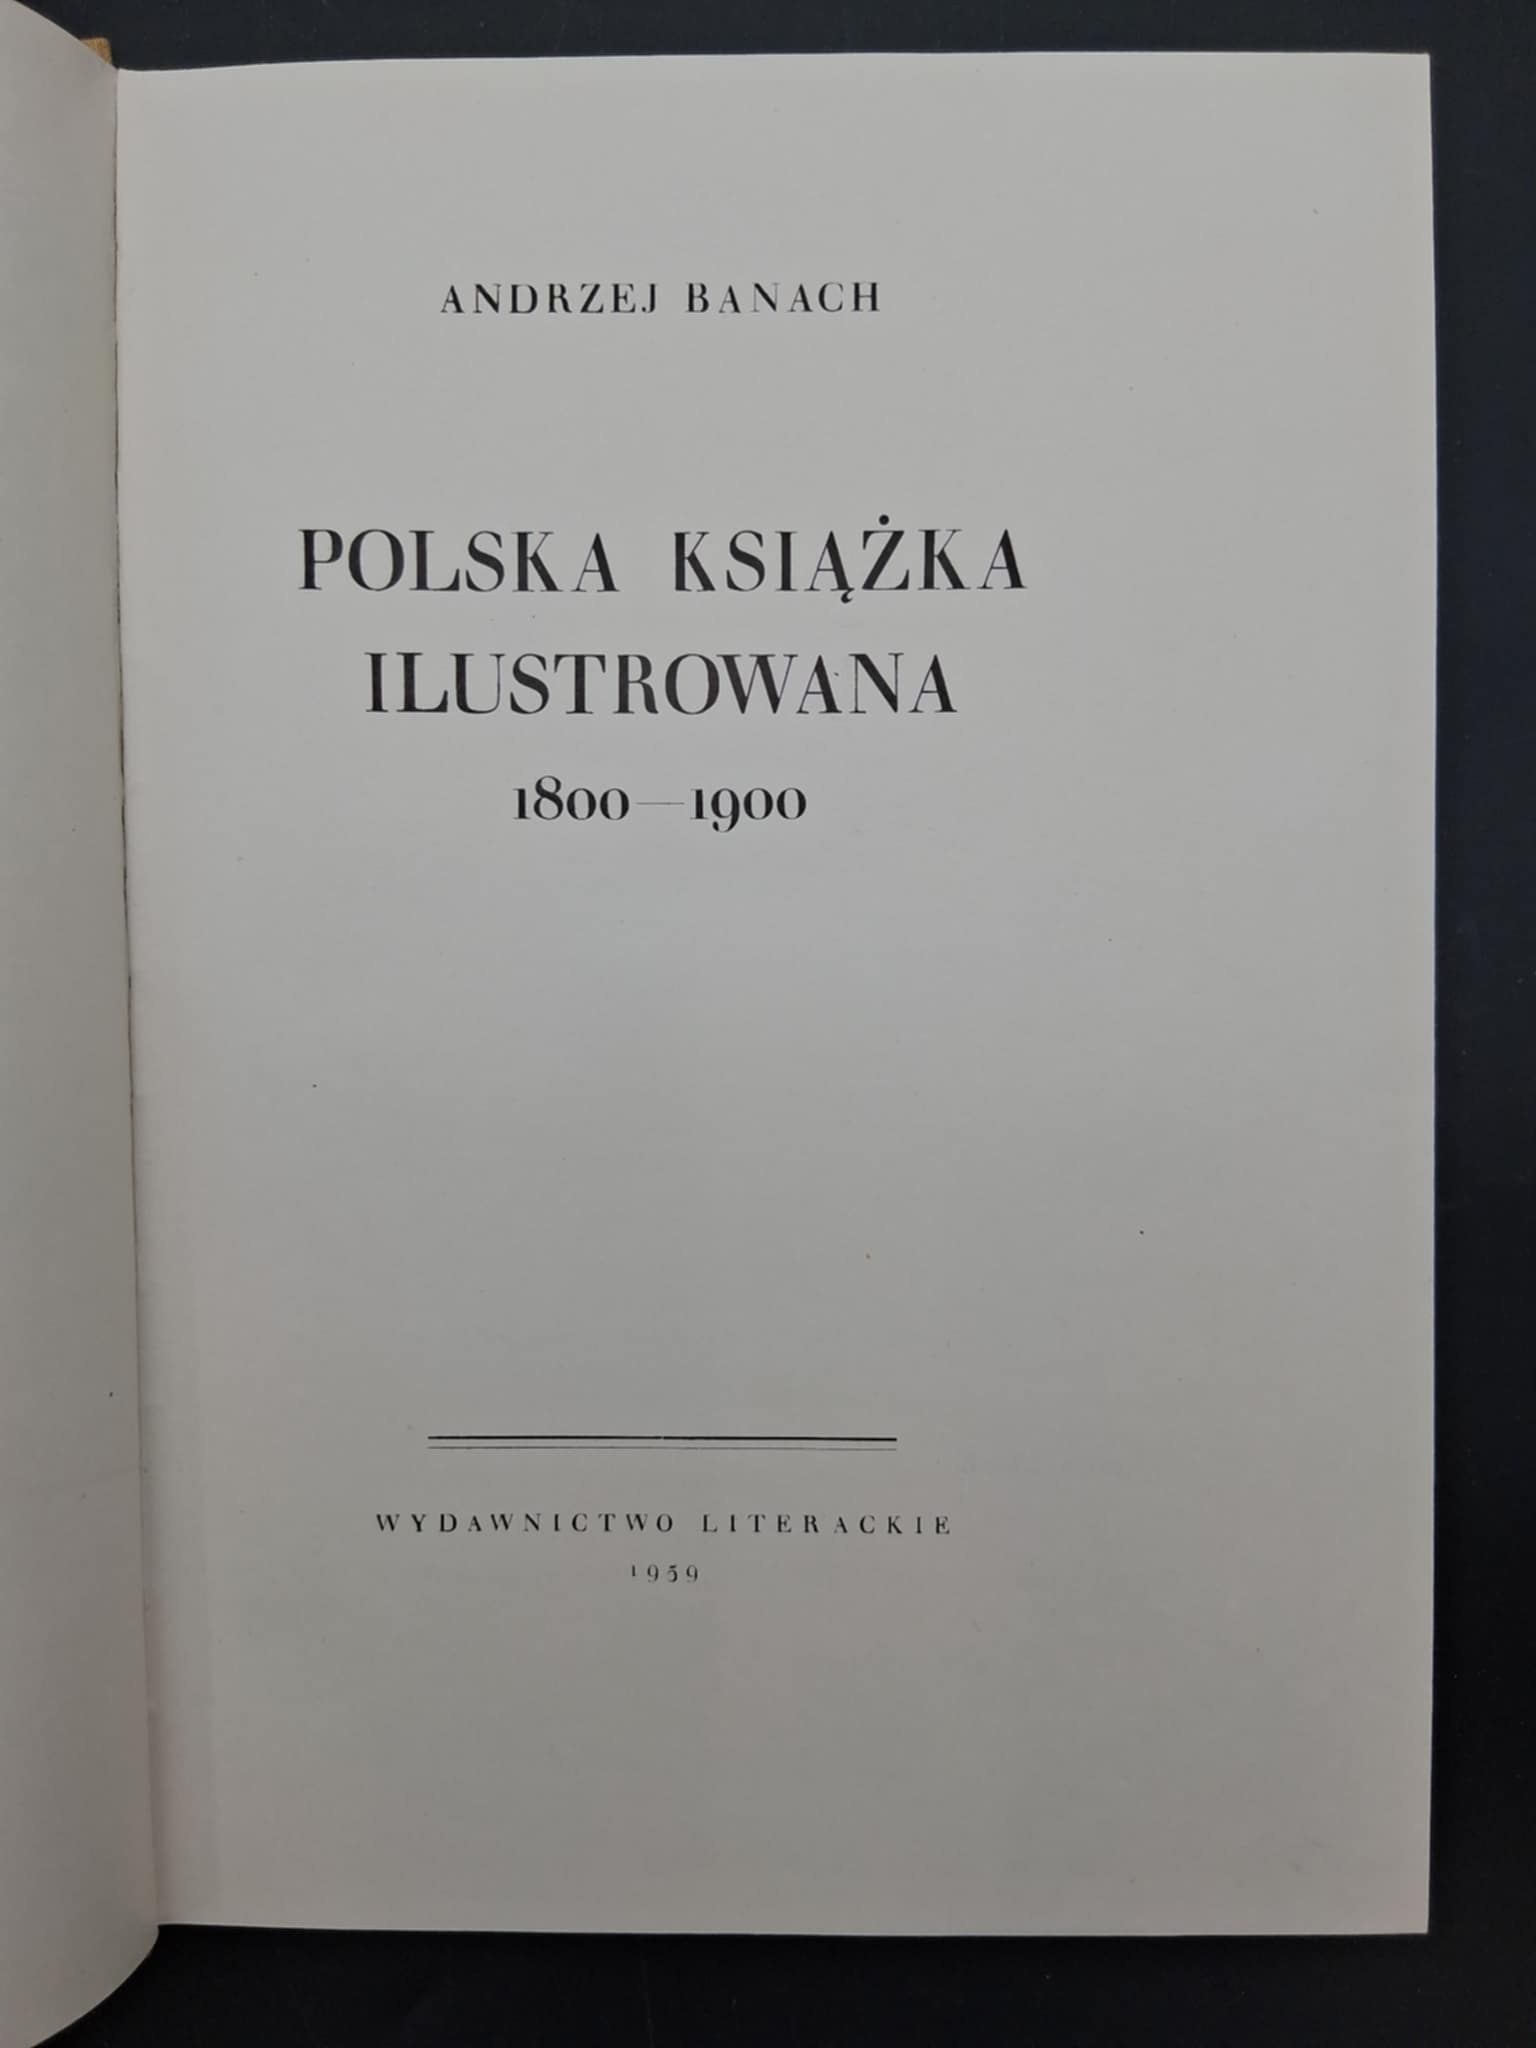 ANDRZEJ BANACH
POLSKA KSIĄŻKA
ILUSTROWANA
1800—1900
WYDAWNICTWO LITERACKIE
1959